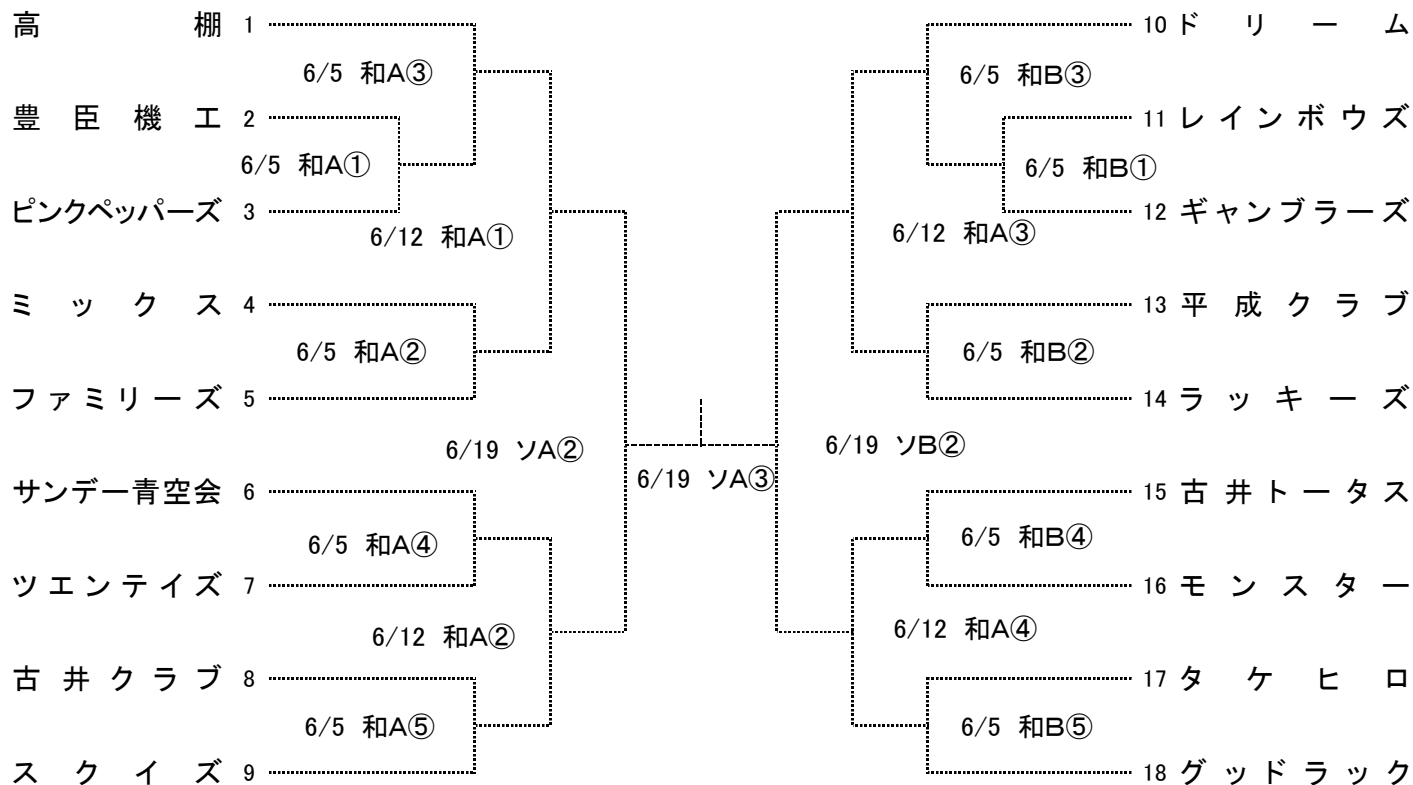 高棚 1
10 ドリーム
6/5 和A③
6/5 和B③
豊臣機工 2
11 レインボウズ
6/5 和A①
6/5 和B①
ピンクペッパーズ 3
12 ギャンブラーズ
6/12 和A①
6/12 和A③
ミックス 4
13 平成クラブ
6/5 和A②
6/5 和B②
ファミリーズ 5
14 ラッキーズ
6/19 ソA②
6/19 ソB②
6/19 ソA③
サンデー青空会 6
15 古井トータス
6/5 和A④
6/5 和B④
ツエンテイズ 7
16 モンスター
6/12 和A②
6/12 和A④
古井クラブ 8
17 タケヒロ
6/5 和A⑤
6/5 和B⑤
スクイズ 9
18 グッドラック